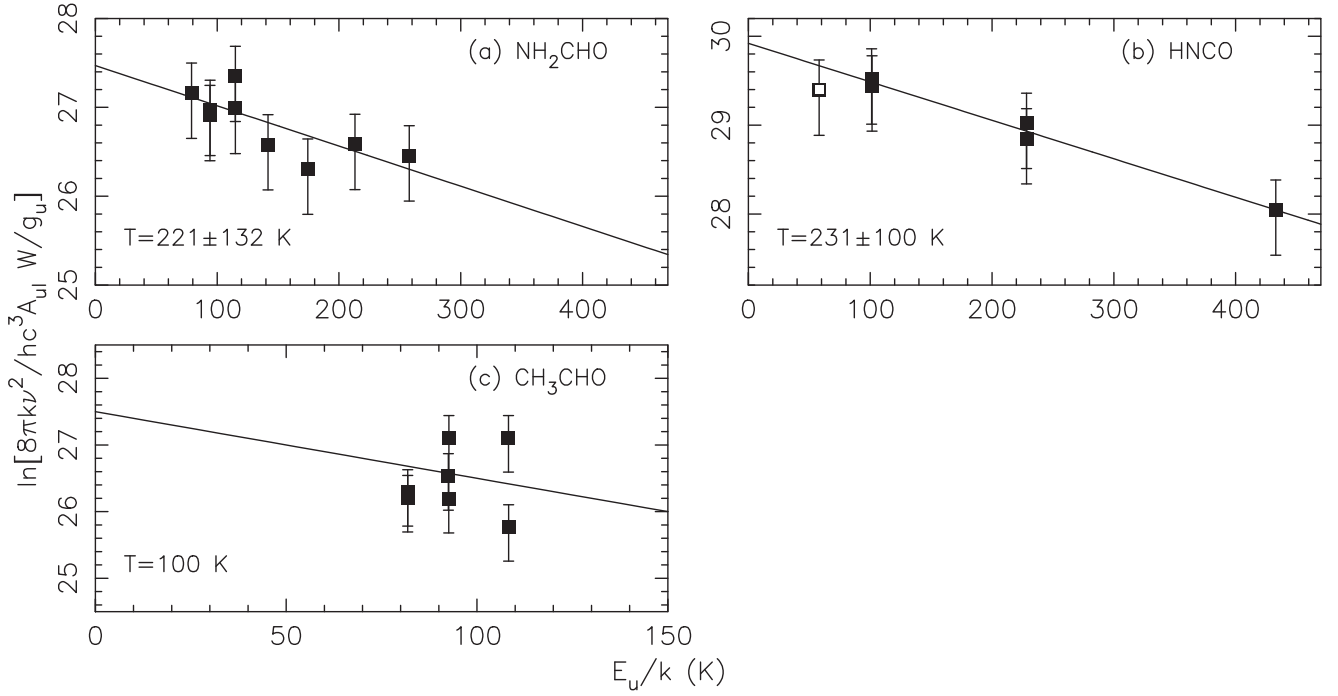 (a) NH₂CHO
T=221±132 K
28
27
26
25
0 100 200 300 400
(b) HNCO
T=231±100 K
30
29
28
0 100 200 300 400
ln[8πkν²/hc³Aᵤₗ W/gᵤ]
(c) CH₃CHO
T=100 K
28
27
26
25
0 50 100 150
Eᵤ/k (K)